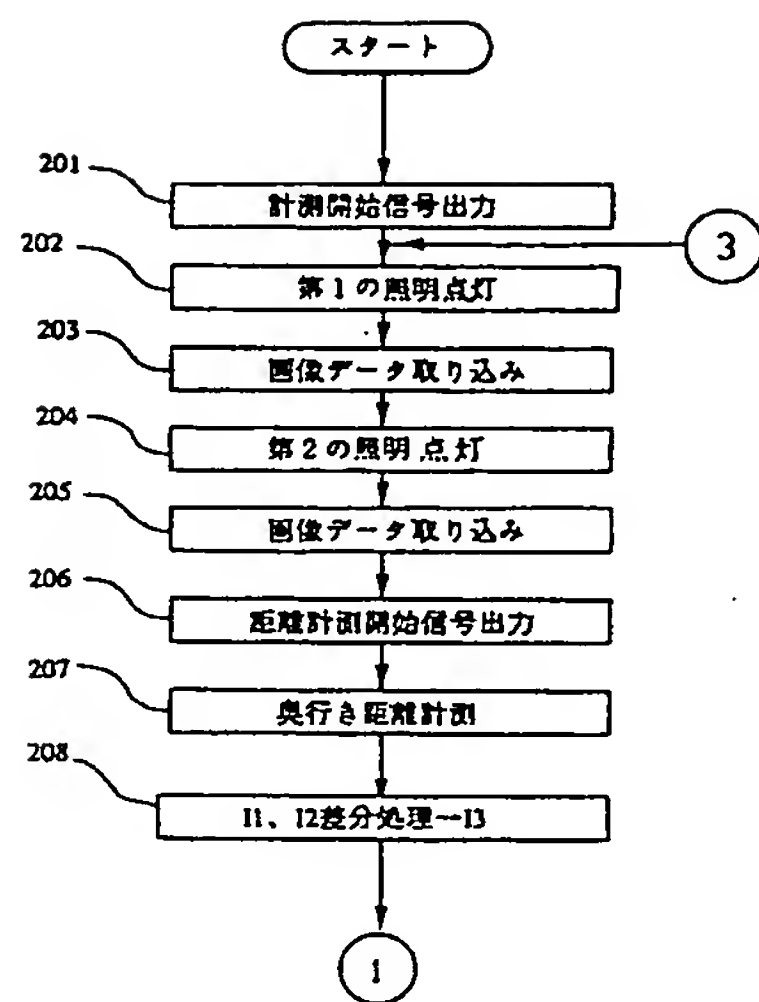 スタート
201
計測開始信号出力
202
3
第1の照明点灯
203
画像データ取り込み
204
第2の照明点灯
205
画像データ取り込み
206
距離計測開始信号出力
207
奥行き距離計測
208
I1、I2差分処理→I3
1